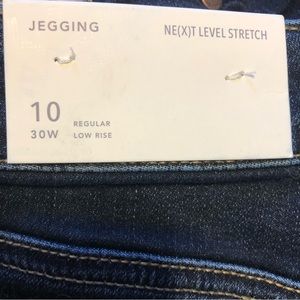 JEGGING
NE(X)T LEVEL STRETCH
10 REGULAR
30W LOW RISE